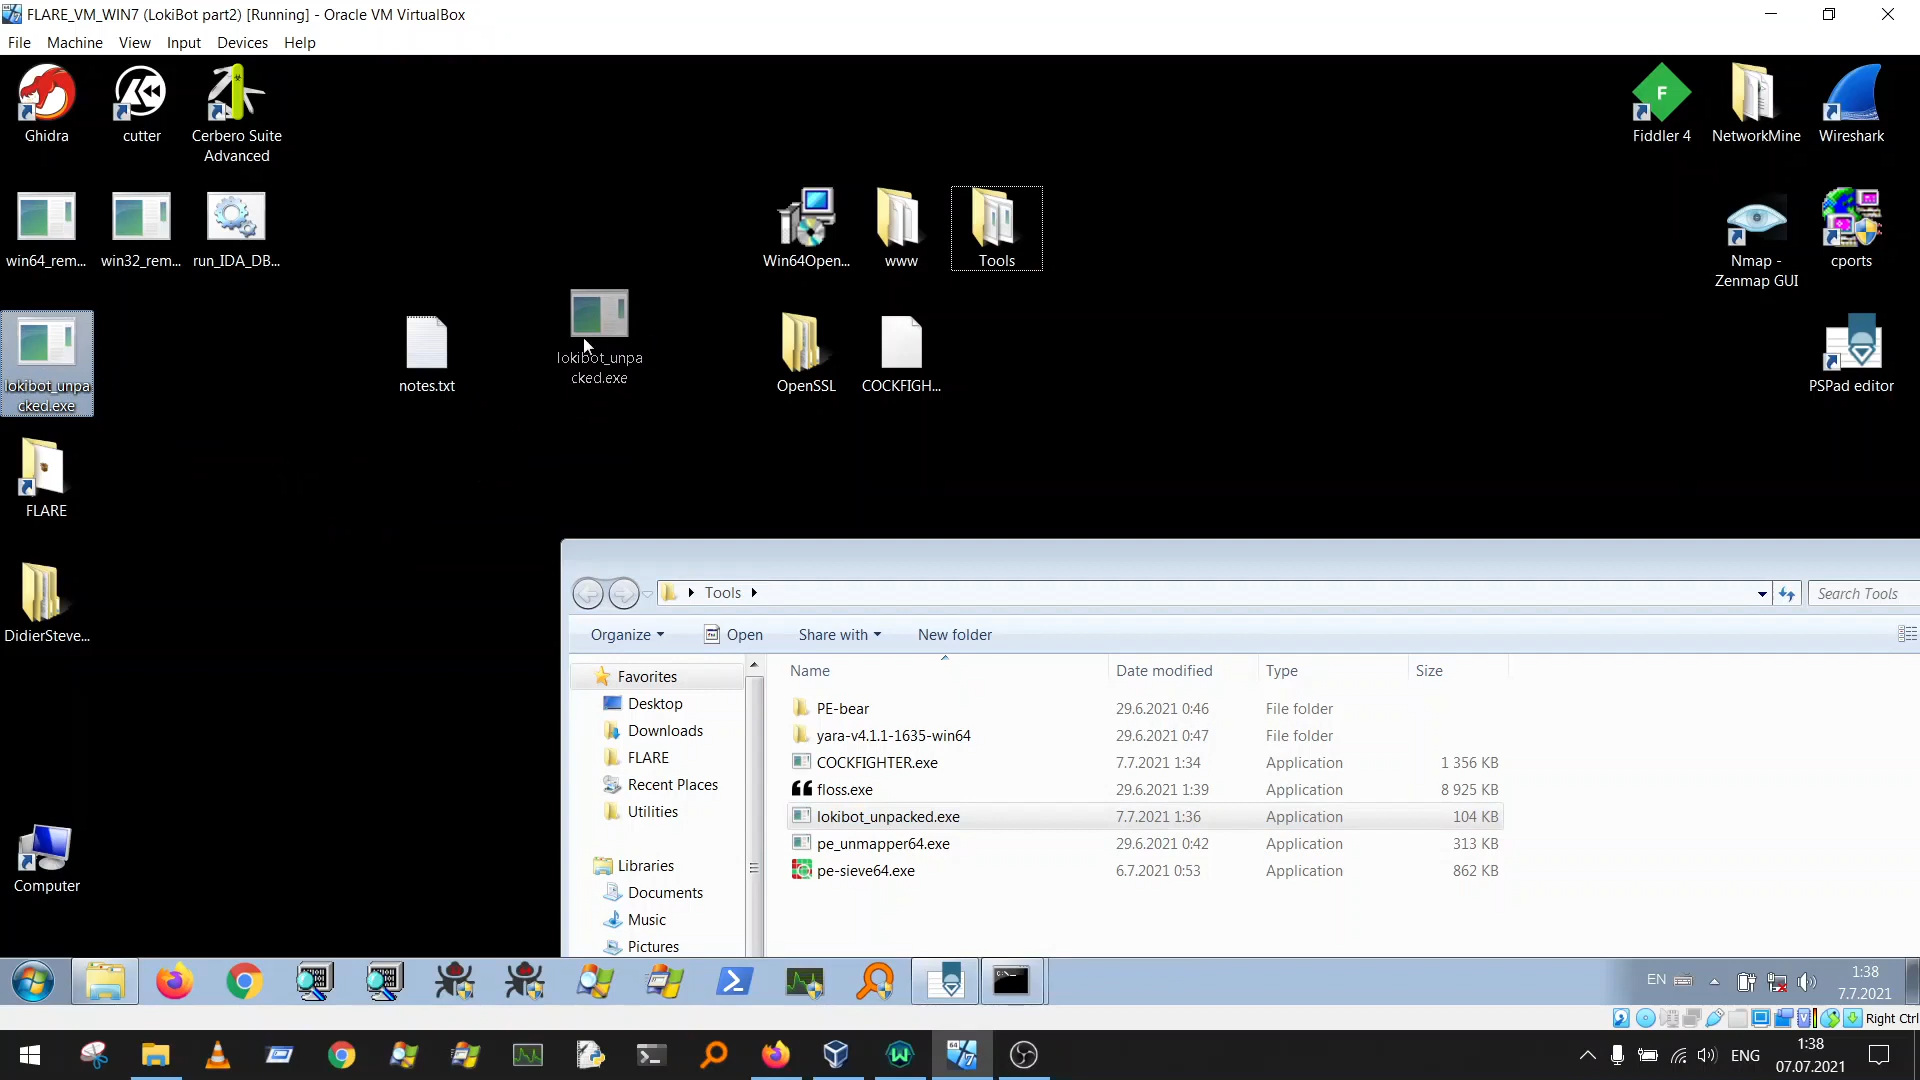 FLARE_VM_WIN7 (LokiBot part2) [Running] - Oracle VM VirtualBox
File Machine View Input Devices Help
Ghidra
cutter
Cerbero Suite
Advanced
Fiddler 4
NetworkMine
Wireshark
win64_rem...
win32_rem...
run_IDA_DB...
Win64Open...
www
Tools
Nmap -
Zenmap GUI
cports
lokibot_unpa
cked.exe
notes.txt
lokibot_unpa
cked.exe
OpenSSL
COCKFIGH...
PSPad editor
FLARE
DidierSteve...
Computer
Tools
Search Tools
Organize Open Share with New folder
Name Date modified Type Size
Favorites
Desktop
Downloads
FLARE
Recent Places
Utilities
Libraries
Documents
Music
Pictures
PE-bear 29.6.2021 0:46 File folder
yara-v4.1.1-1635-win64 29.6.2021 0:47 File folder
COCKFIGHTER.exe 7.7.2021 1:34 Application 1 356 KB
floss.exe 29.6.2021 1:39 Application 8 925 KB
lokibot_unpacked.exe 7.7.2021 1:36 Application 104 KB
pe_unmapper64.exe 29.6.2021 0:42 Application 313 KB
pe-sieve64.exe 6.7.2021 0:53 Application 862 KB
EN
1:38
7.7.2021
Right Ctrl
ENG
1:38
07.07.2021